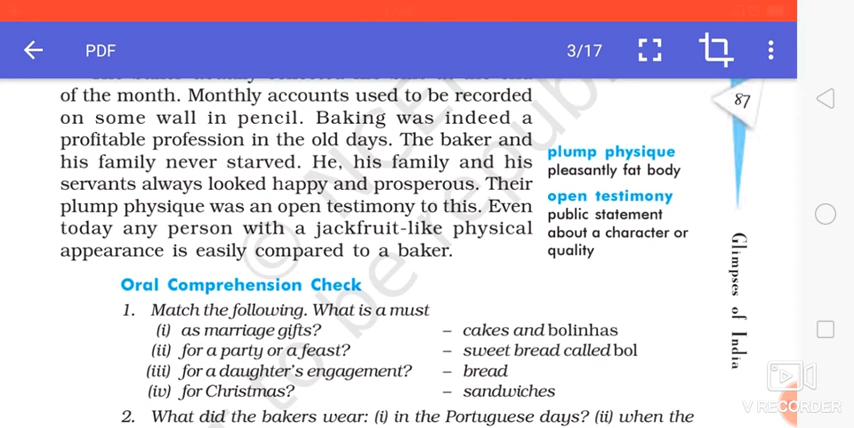 PDF
3/17
of the month. Monthly accounts used to be recorded
on some wall in pencil. Baking was indeed a
profitable profession in the old days. The baker and
his family never starved. He, his family and his
servants always looked happy and prosperous. Their
plump physique was an open testimony to this. Even
today any person with a jackfruit-like physical
appearance is easily compared to a baker.
87
plump physique
pleasantly fat body
open testimony
public statement
about a character or
quality
Glimpses of India
Oral Comprehension Check
1. Match the following. What is a must
(i) as marriage gifts? – cakes and bolinhas
(ii) for a party or a feast? – sweet bread called bol
(iii) for a daughter's engagement? – bread
(iv) for Christmas? – sandwiches
2. What did the bakers wear: (i) in the Portuguese days? (ii) when the
V RECORDER